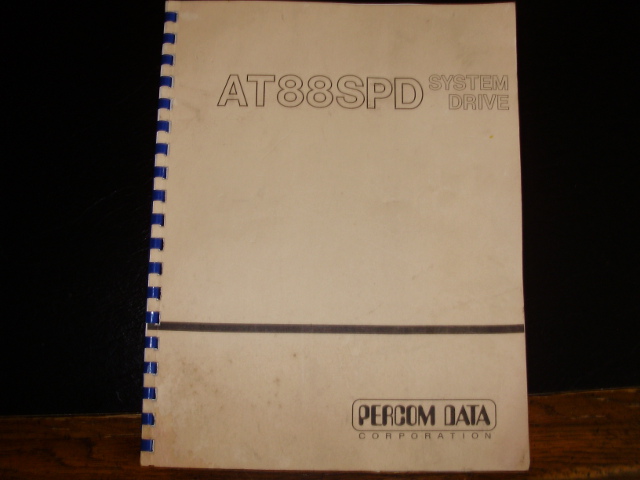 AT88SPD SYSTEM
DRIVE
PERCOM DATA
CORPORATION